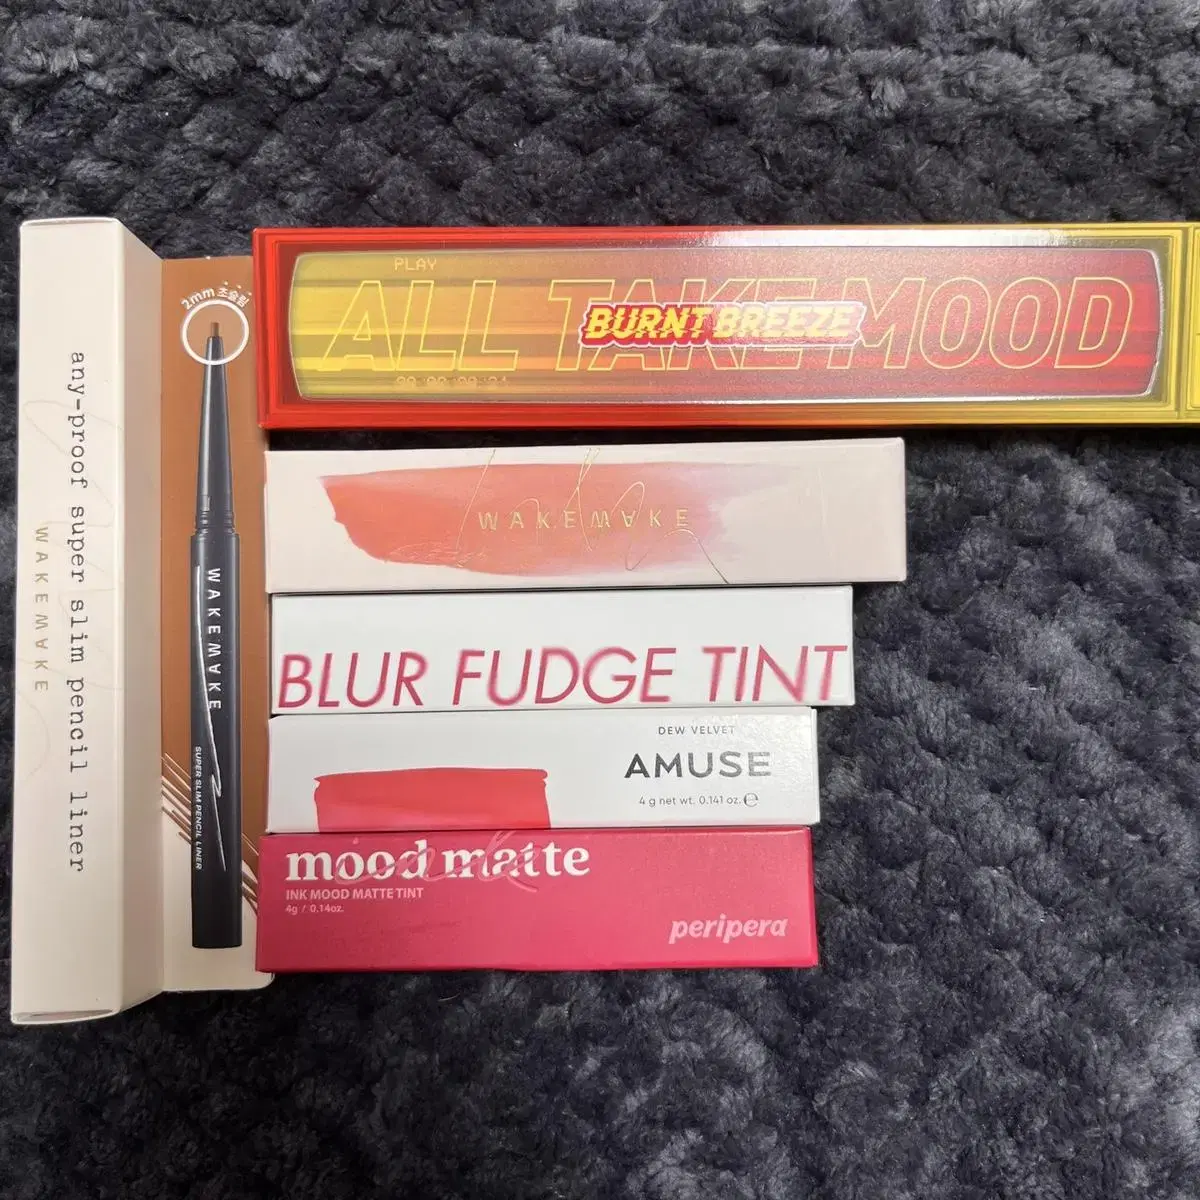 2mm 초슬림
any-proof super slim pencil liner
WAKEMAKE
WAKEMAKE
SUPER SLIM PENCIL LINER
PLAY
ALL TAKE MOOD
BURNT BREEZE
WAKEMAKE
BLUR FUDGE TINT
DEW VELVET
AMUSE
4 g net wt. 0.141 oz. ℮
mood matte
ink
INK MOOD MATTE TINT
4g / 0.14oz.
peripera